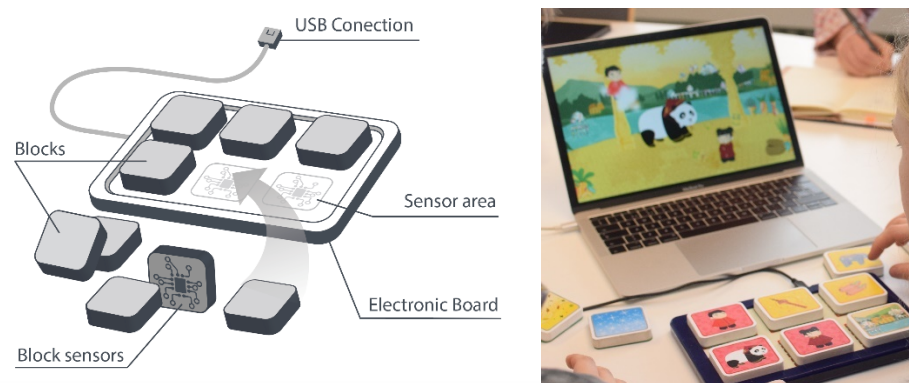 USB Conection
Blocks
Sensor area
Electronic Board
Block sensors